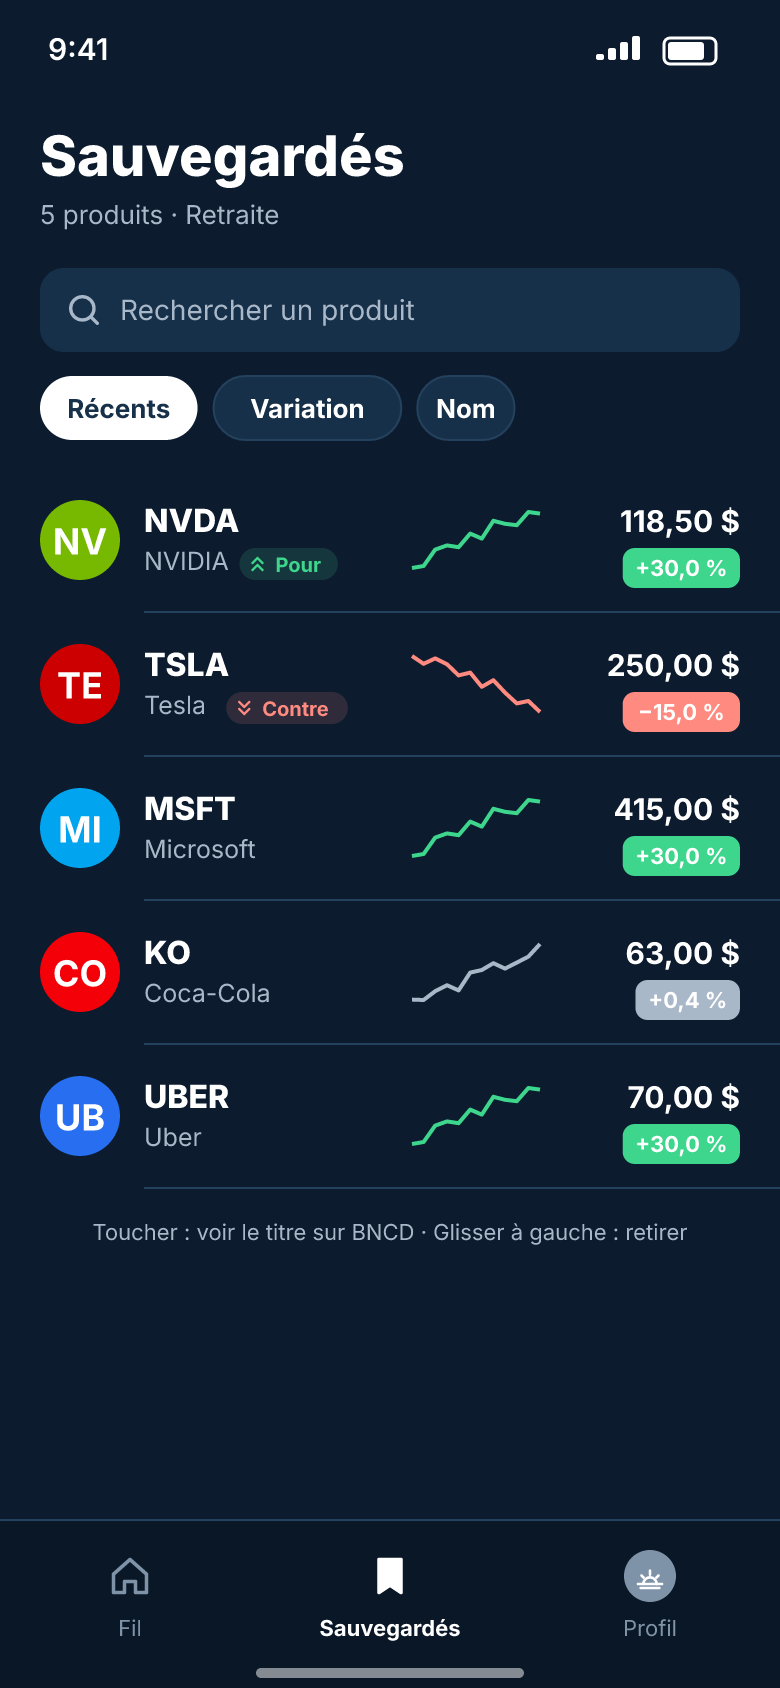 9:41
Sauvegardés
5 produits · Retraite
Rechercher un produit
Récents Variation Nom
NV NVDA 118,50 $
NVIDIA Pour +30,0 %
TE TSLA 250,00 $
Tesla Contre −15,0 %
MI MSFT 415,00 $
Microsoft +30,0 %
CO KO 63,00 $
Coca-Cola +0,4 %
UB UBER 70,00 $
Uber +30,0 %
Toucher : voir le titre sur BNCD · Glisser à gauche : retirer
Fil Sauvegardés Profil